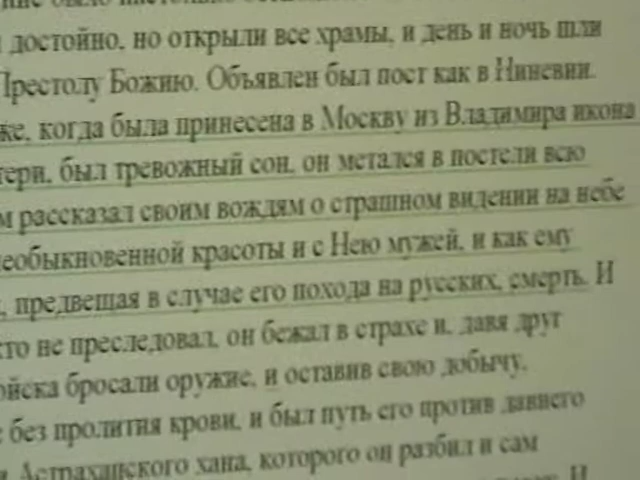 достойно, но открыли все храмы, и день и ночь шли
Престолу Божию. Объявлен был пост как в Ниневии.
же, когда была принесена в Москву из Владимира икона
тери, был тревожный сон, он метался в постели всю
м рассказал своим вождям о страшном видении на небе
необыкновенной красоты и с Нею мужей, и как ему
, предвещая в случае его похода на русских, смерть. И
кто не преследовал, он бежал в страхе и, давя друг
ойска бросали оружие, и оставив свою добычу.
без пролития крови, и был путь его против давнего
Астраханского хана, которого он разбил и сам